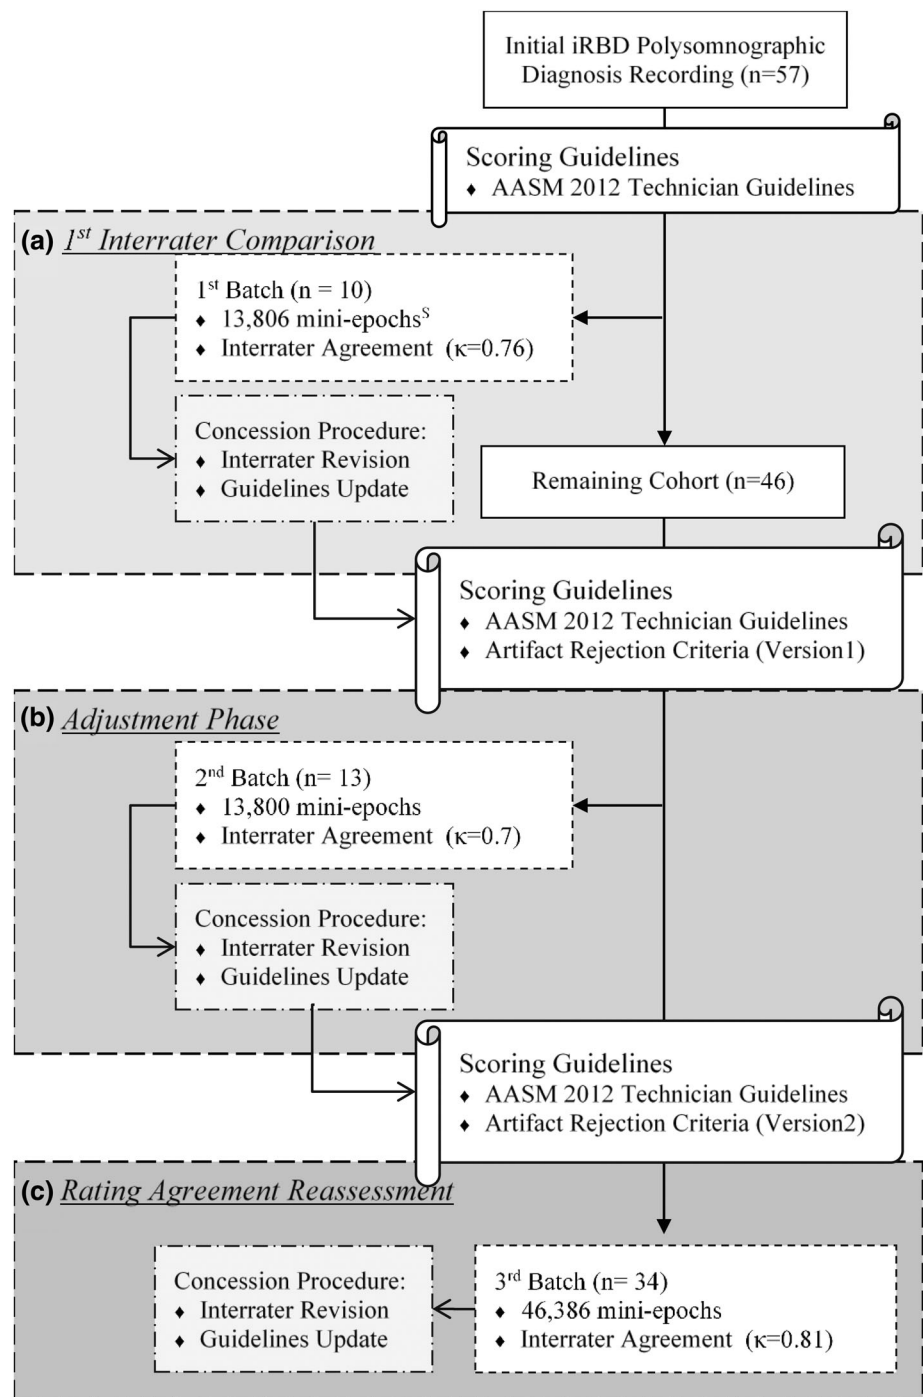 Initial iRBD Polysomnographic
Diagnosis Recording (n=57)
Scoring Guidelines
♦ AASM 2012 Technician Guidelines
(a) 1st Interrater Comparison
1st Batch (n = 10)
♦ 13,806 mini-epochsS
♦ Interrater Agreement (κ=0.76)
Concession Procedure:
♦ Interrater Revision
♦ Guidelines Update
Remaining Cohort (n=46)
Scoring Guidelines
♦ AASM 2012 Technician Guidelines
♦ Artifact Rejection Criteria (Version1)
(b) Adjustment Phase
2nd Batch (n= 13)
♦ 13,800 mini-epochs
♦ Interrater Agreement (κ=0.7)
Concession Procedure:
♦ Interrater Revision
♦ Guidelines Update
Scoring Guidelines
♦ AASM 2012 Technician Guidelines
♦ Artifact Rejection Criteria (Version2)
(c) Rating Agreement Reassessment
Concession Procedure:
♦ Interrater Revision
♦ Guidelines Update
3rd Batch (n= 34)
♦ 46,386 mini-epochs
♦ Interrater Agreement (κ=0.81)